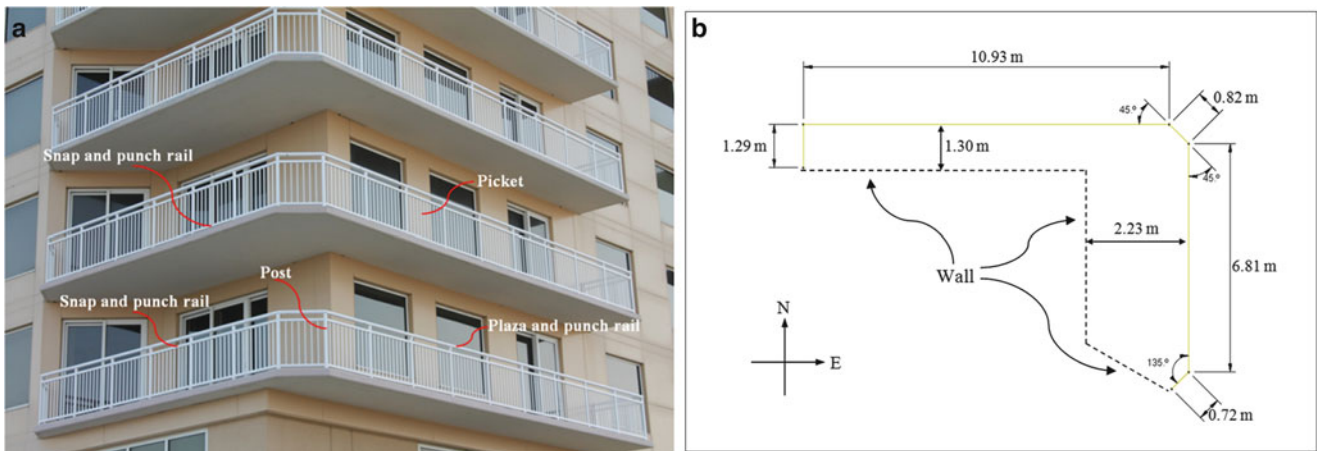 a
Snap and punch rail
Picket
Post
Snap and punch rail
Plaza and punch rail
b
10.93 m
45.º
0.82 m
1.29 m
1.30 m
45.º
2.23 m
6.81 m
Wall
N
E
135.º
0.72 m